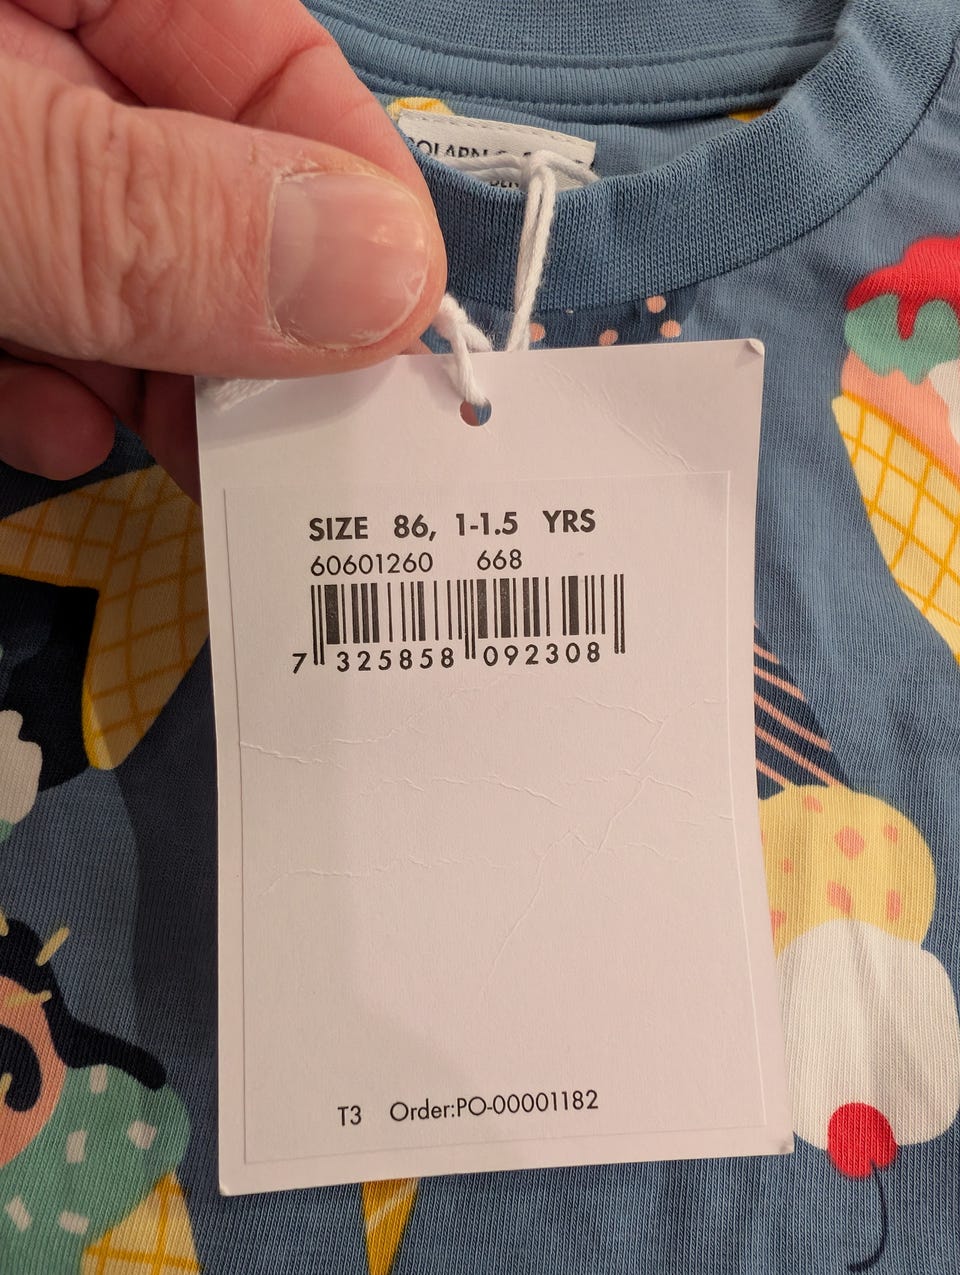 SIZE 86, 1-1.5 YRS
60601260 668
7 325858 092308
T3 Order:PO-00001182